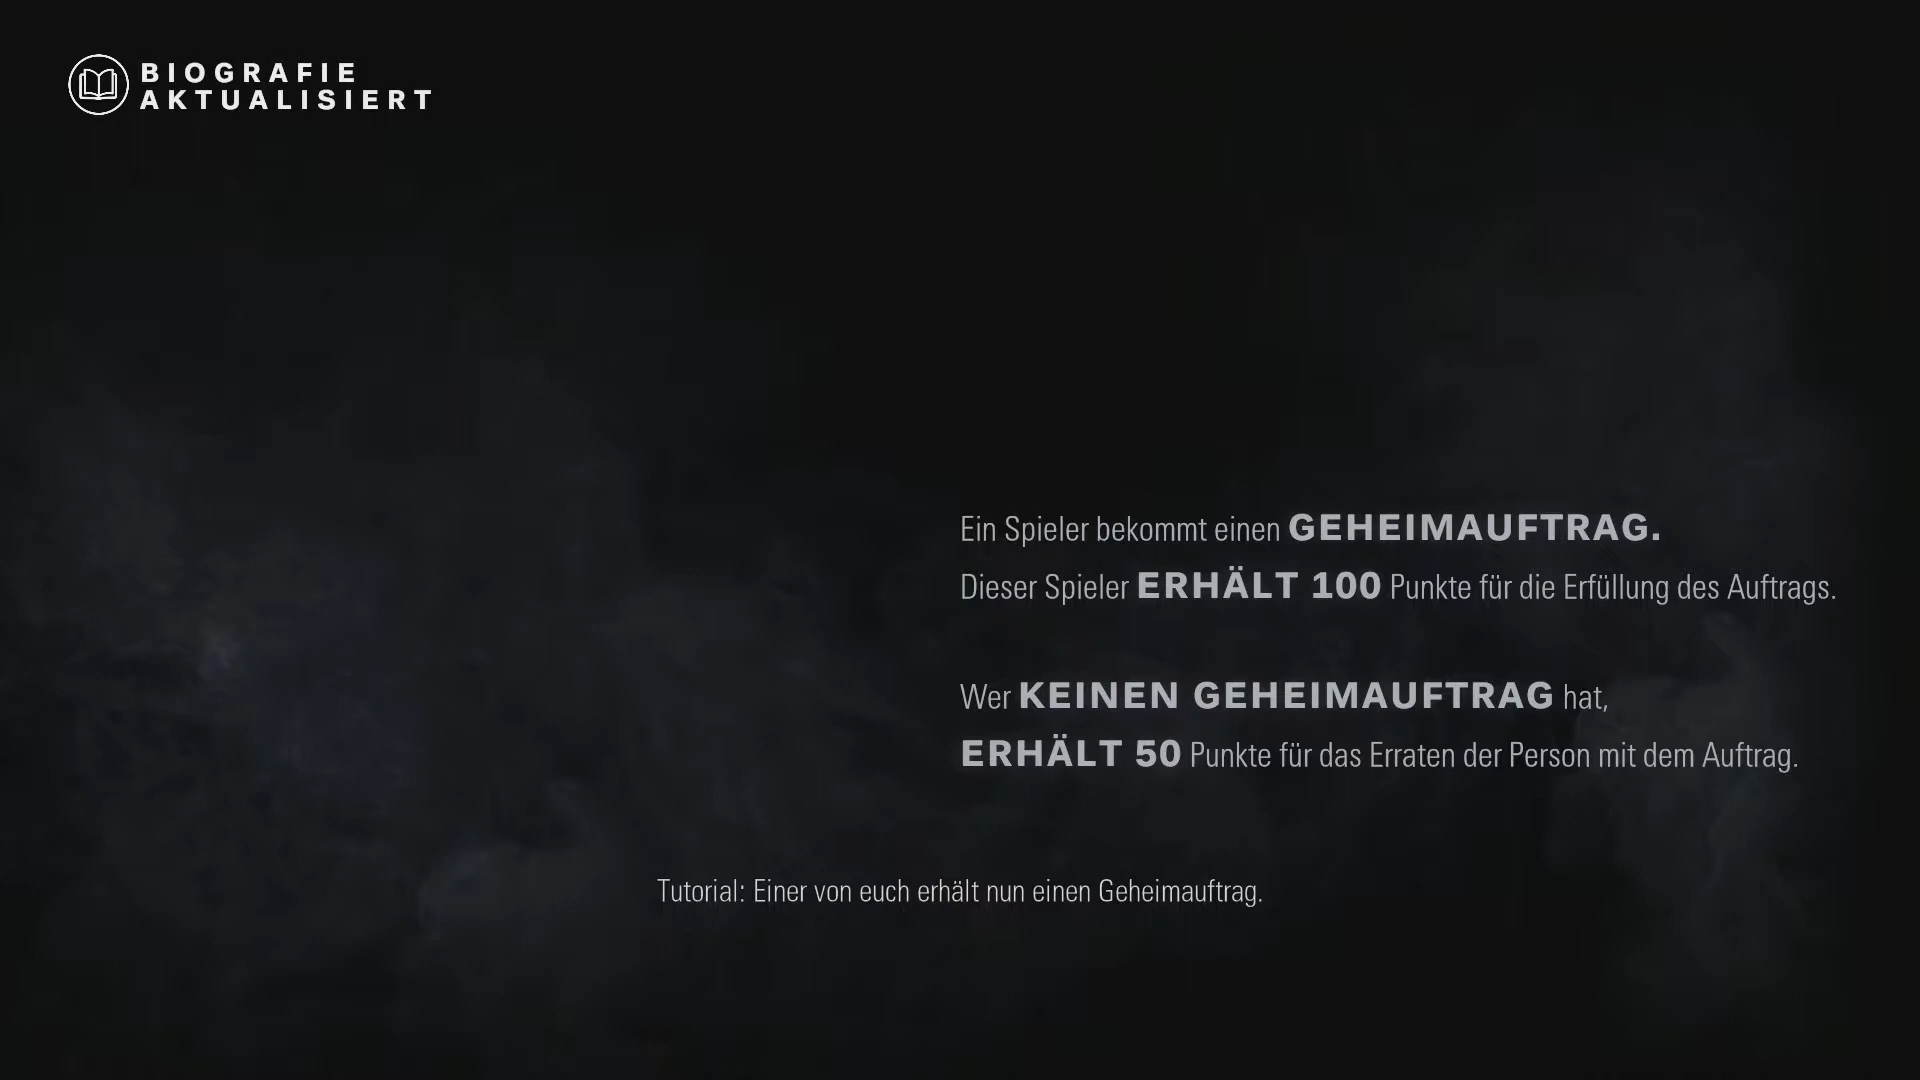 BIOGRAFIE
AKTUALISIERT
Ein Spieler bekommt einen GEHEIMAUFTRAG.
Dieser Spieler ERHÄLT 100 Punkte für die Erfüllung des Auftrags.
Wer KEINEN GEHEIMAUFTRAG hat,
ERHÄLT 50 Punkte für das Erraten der Person mit dem Auftrag.
Tutorial: Einer von euch erhält nun einen Geheimauftrag.